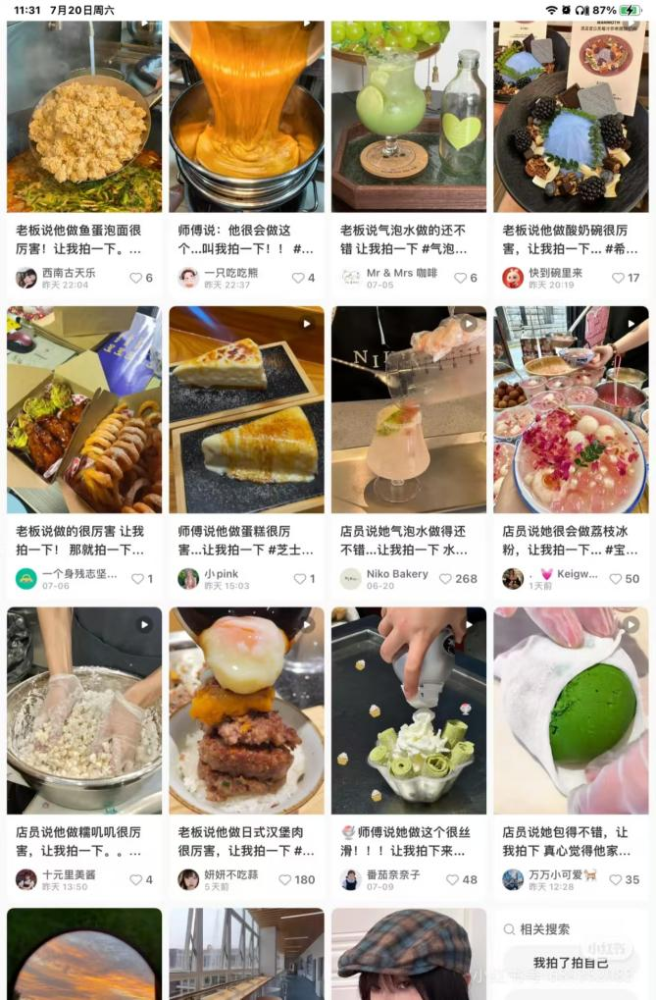 11:31 7月20日周六
87%
MAMMOTH
老板说他做鱼蛋泡面很
厉害！让我拍一下。…
西南古天乐
昨天 22:04
6
师傅说：他很会做这
个...叫我拍一下！！ #...
一只吃吃熊
昨天 22:37
4
老板说气泡水做的还不
错 让我拍一下 #气泡...
Mr & Mrs 咖啡
07-05
6
老板说他做酸奶碗很厉
害，让我拍一下... #希...
快到碗里来
昨天 20:19
17
老板说做的很厉害 让我
拍一下！ 那就拍一下...
一个身残志坚...
07-06
1
师傅说他做蛋糕很厉
害...让我拍一下 #芝士...
小pink
昨天 15:03
1
店员说她气泡水做得还
不错...让我拍一下 水...
Niko Bakery
06-20
268
店员说她很会做荔枝冰
粉，让我拍一下... #宝...
. 💗 Keigw...
1天前
50
店员说他做糯叽叽很厉
害，让我拍一下。。...
十元里美酱
昨天 13:50
4
老板说他做日式汉堡肉
很厉害，让我拍一下 #...
妍妍不吃蒜
5天前
180
🍧师傅说她做这个很丝
滑！！！让我拍下来...
番茄奈奈子
07-09
48
店员说她包得不错，让
我拍下 真心觉得他家...
万万小可爱🐕
昨天 12:28
35
相关搜索
我拍了拍自己
小红书